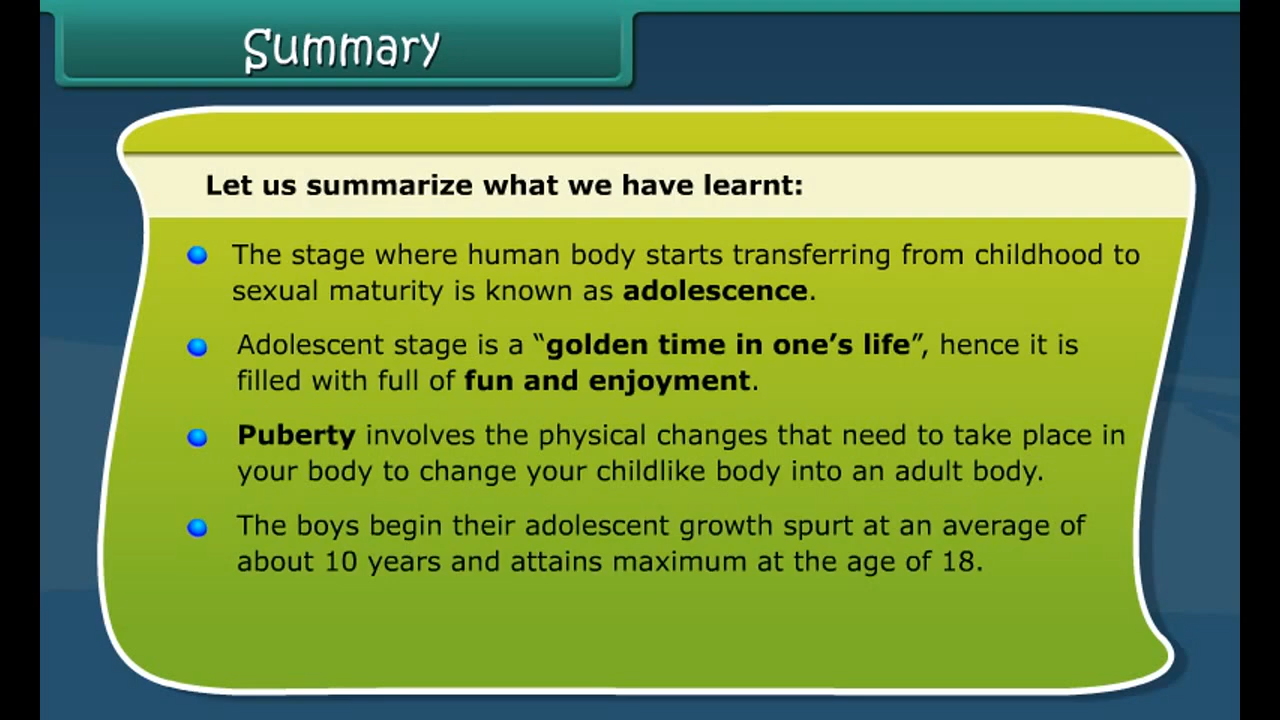 Summary
Let us summarize what we have learnt:
The stage where human body starts transferring from childhood to
sexual maturity is known as adolescence.
Adolescent stage is a “golden time in one’s life”, hence it is
filled with full of fun and enjoyment.
Puberty involves the physical changes that need to take place in
your body to change your childlike body into an adult body.
The boys begin their adolescent growth spurt at an average of
about 10 years and attains maximum at the age of 18.